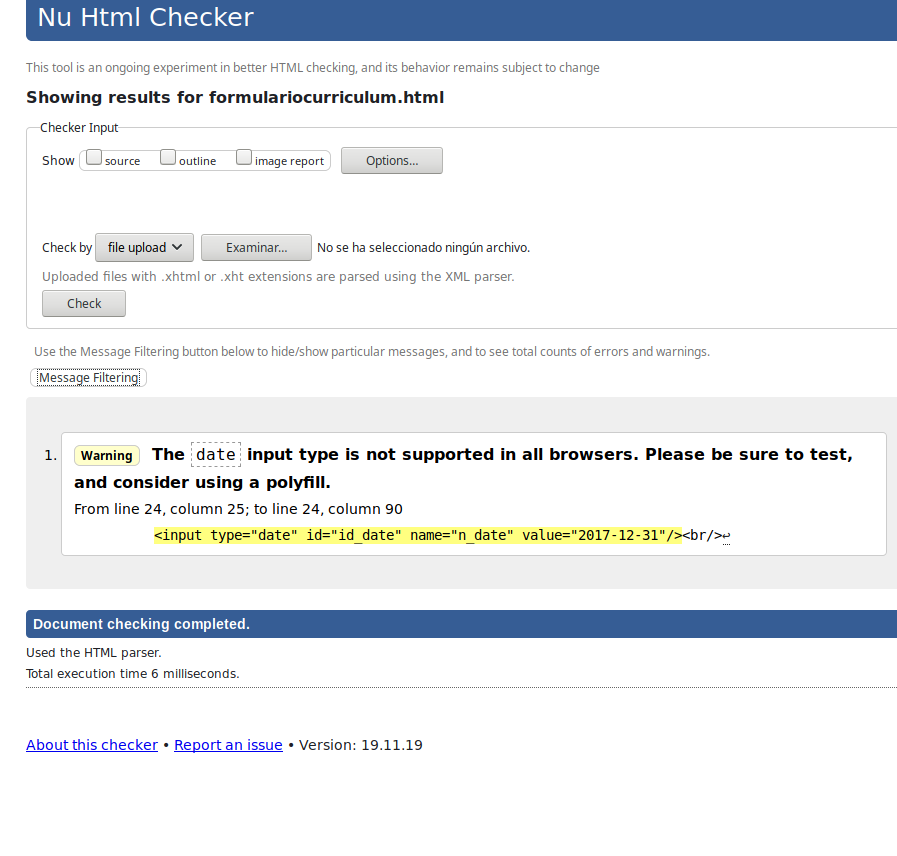 Nu Html Checker
This tool is an ongoing experiment in better HTML checking, and its behavior remains subject to change
Showing results for formulariocurriculum.html
Checker Input
Show source outline image report Options...
Check by file upload Examinar... No se ha seleccionado ningún archivo.
Uploaded files with .xhtml or .xht extensions are parsed using the XML parser.
Check
Use the Message Filtering button below to hide/show particular messages, and to see total counts of errors and warnings.
Message Filtering
1. Warning The date input type is not supported in all browsers. Please be sure to test,
and consider using a polyfill.
From line 24, column 25; to line 24, column 90
<input type="date" id="id_date" name="n_date" value="2017-12-31"/><br/>↩
Document checking completed.
Used the HTML parser.
Total execution time 6 milliseconds.
About this checker • Report an issue • Version: 19.11.19